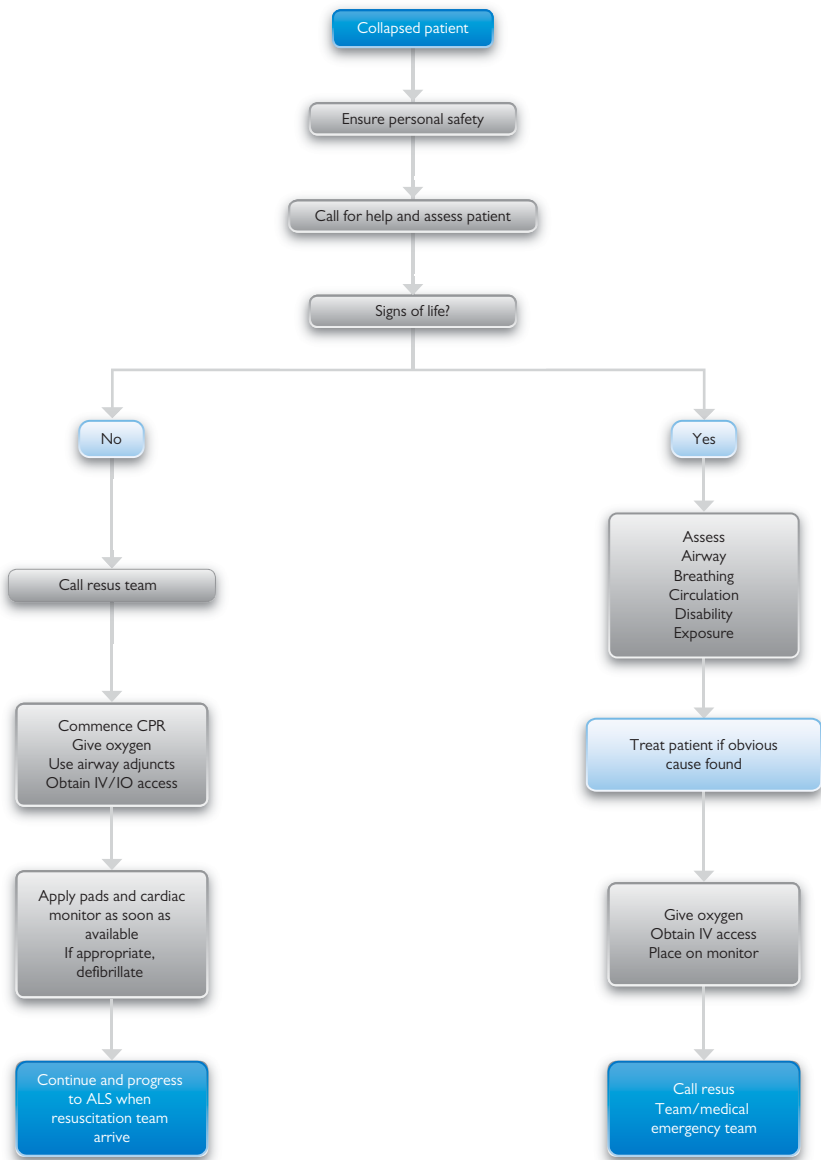 Collapsed patient
Ensure personal safety
Call for help and assess patient
Signs of life?
No
Call resus team
Commence CPR
Give oxygen
Use airway adjuncts
Obtain IV/IO access
Apply pads and cardiac
monitor as soon as
available
If appropriate,
defibrillate
Continue and progress
to ALS when
resuscitation team
arrive
Yes
Assess
Airway
Breathing
Circulation
Disability
Exposure
Treat patient if obvious
cause found
Give oxygen
Obtain IV access
Place on monitor
Call resus
Team/medical
emergency team